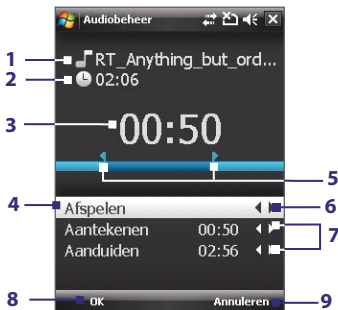 Audiobeheer
1 RT_Anything_but_ord...
2 02:06
3 00:50
5
4 Afspelen 6
Aantekenen 00:50 7
Aanduiden 02:56
8 OK Annuleren 9